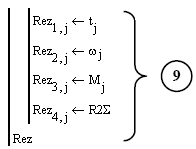 Rez1,j ← tj
Rez2,j ← ωj
Rez3,j ← Mj
Rez4,j ← R2Σ
Rez
9